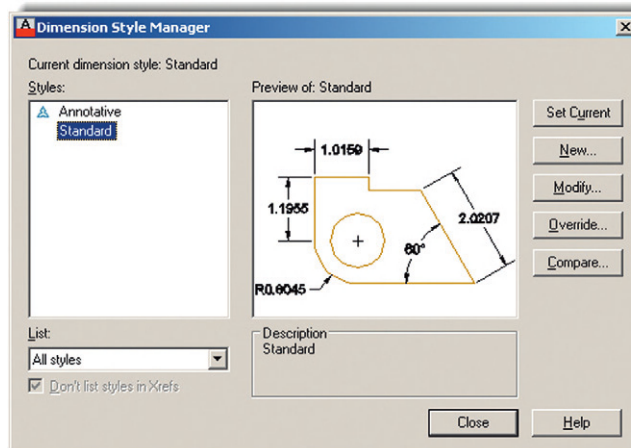 A Dimension Style Manager
Current dimension style: Standard
Styles:
Annotative
Standard
Preview of: Standard
1.0159
1.1955
2.0207
60°
R0.6045
Set Current
New...
Modify...
Override...
Compare...
List:
All styles
Don't list styles in Xrefs
Description
Standard
Close
Help